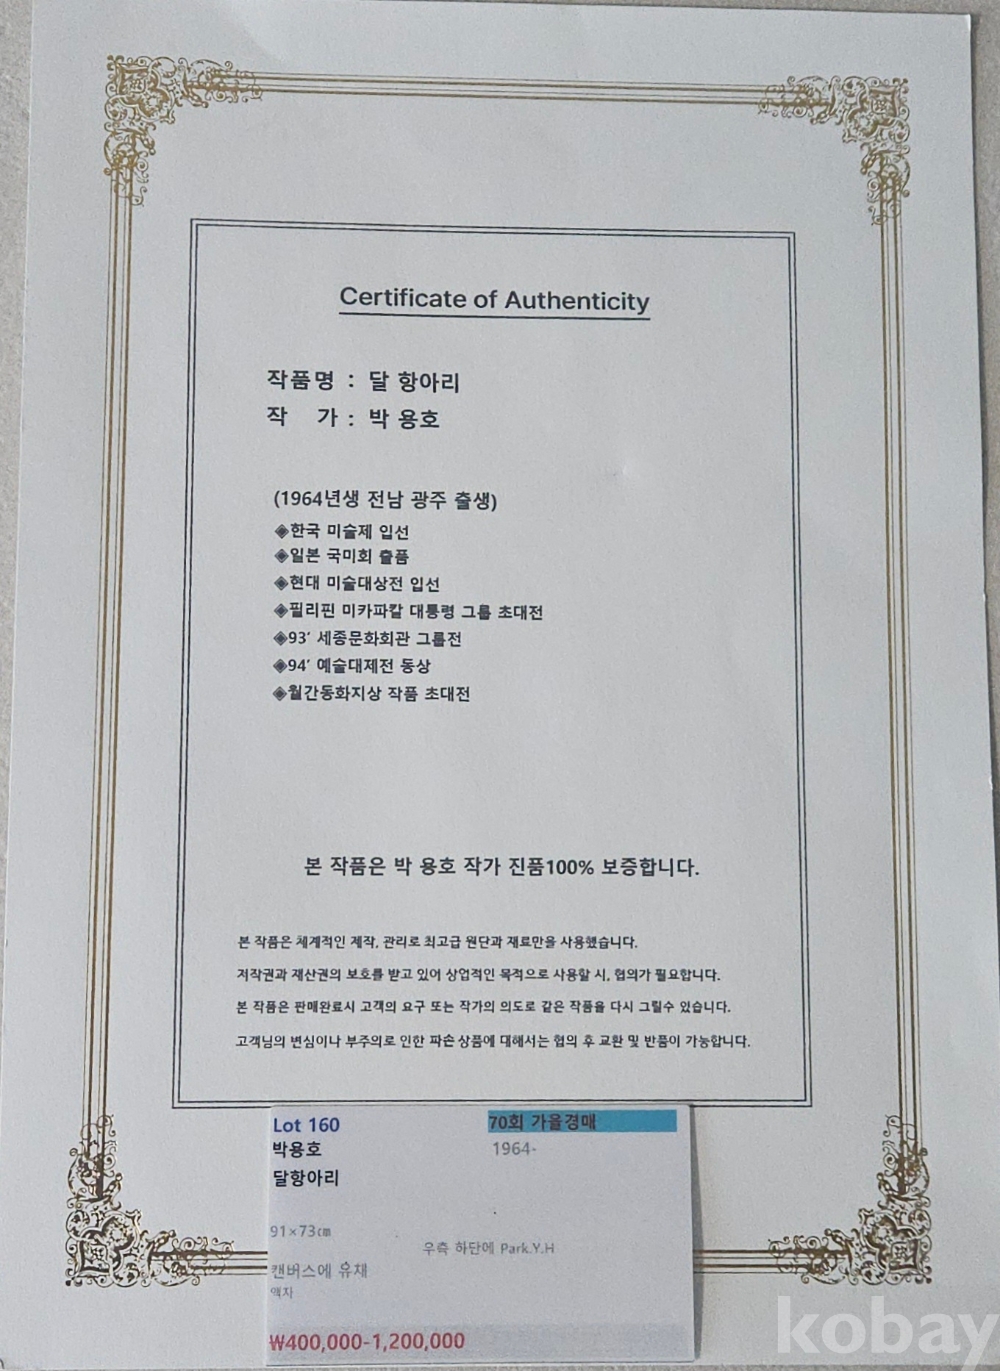 Certificate of Authenticity
작품명 : 달 항아리
작 가 : 박 용호
(1964년생 전남 광주 출생)
◈한국 미술제 입선
◈일본 국미회 출품
◈현대 미술대상전 입선
◈필리핀 미카파칼 대통령 그룹 초대전
◈93' 세종문화회관 그룹전
◈94' 예술대제전 동상
◈월간동화지상 작품 초대전
본 작품은 박 용호 작가 진품100% 보증합니다.
본 작품은 체계적인 제작, 관리로 최고급 원단과 재료만을 사용했습니다.
저작권과 재산권의 보호를 받고 있어 상업적인 목적으로 사용할 시, 협의가 필요합니다.
본 작품은 판매완료시 고객의 요구 또는 작가의 의도로 같은 작품을 다시 그릴수 있습니다.
고객님의 변심이나 부주의로 인한 파손 상품에 대해서는 협의 후 교환 및 반품이 가능합니다.
Lot 160 70회 가을경매
박용호 1964-
달항아리
91×73㎝
우측 하단에 Park.Y.H
캔버스에 유채
액자
₩400,000-1,200,000
kobay